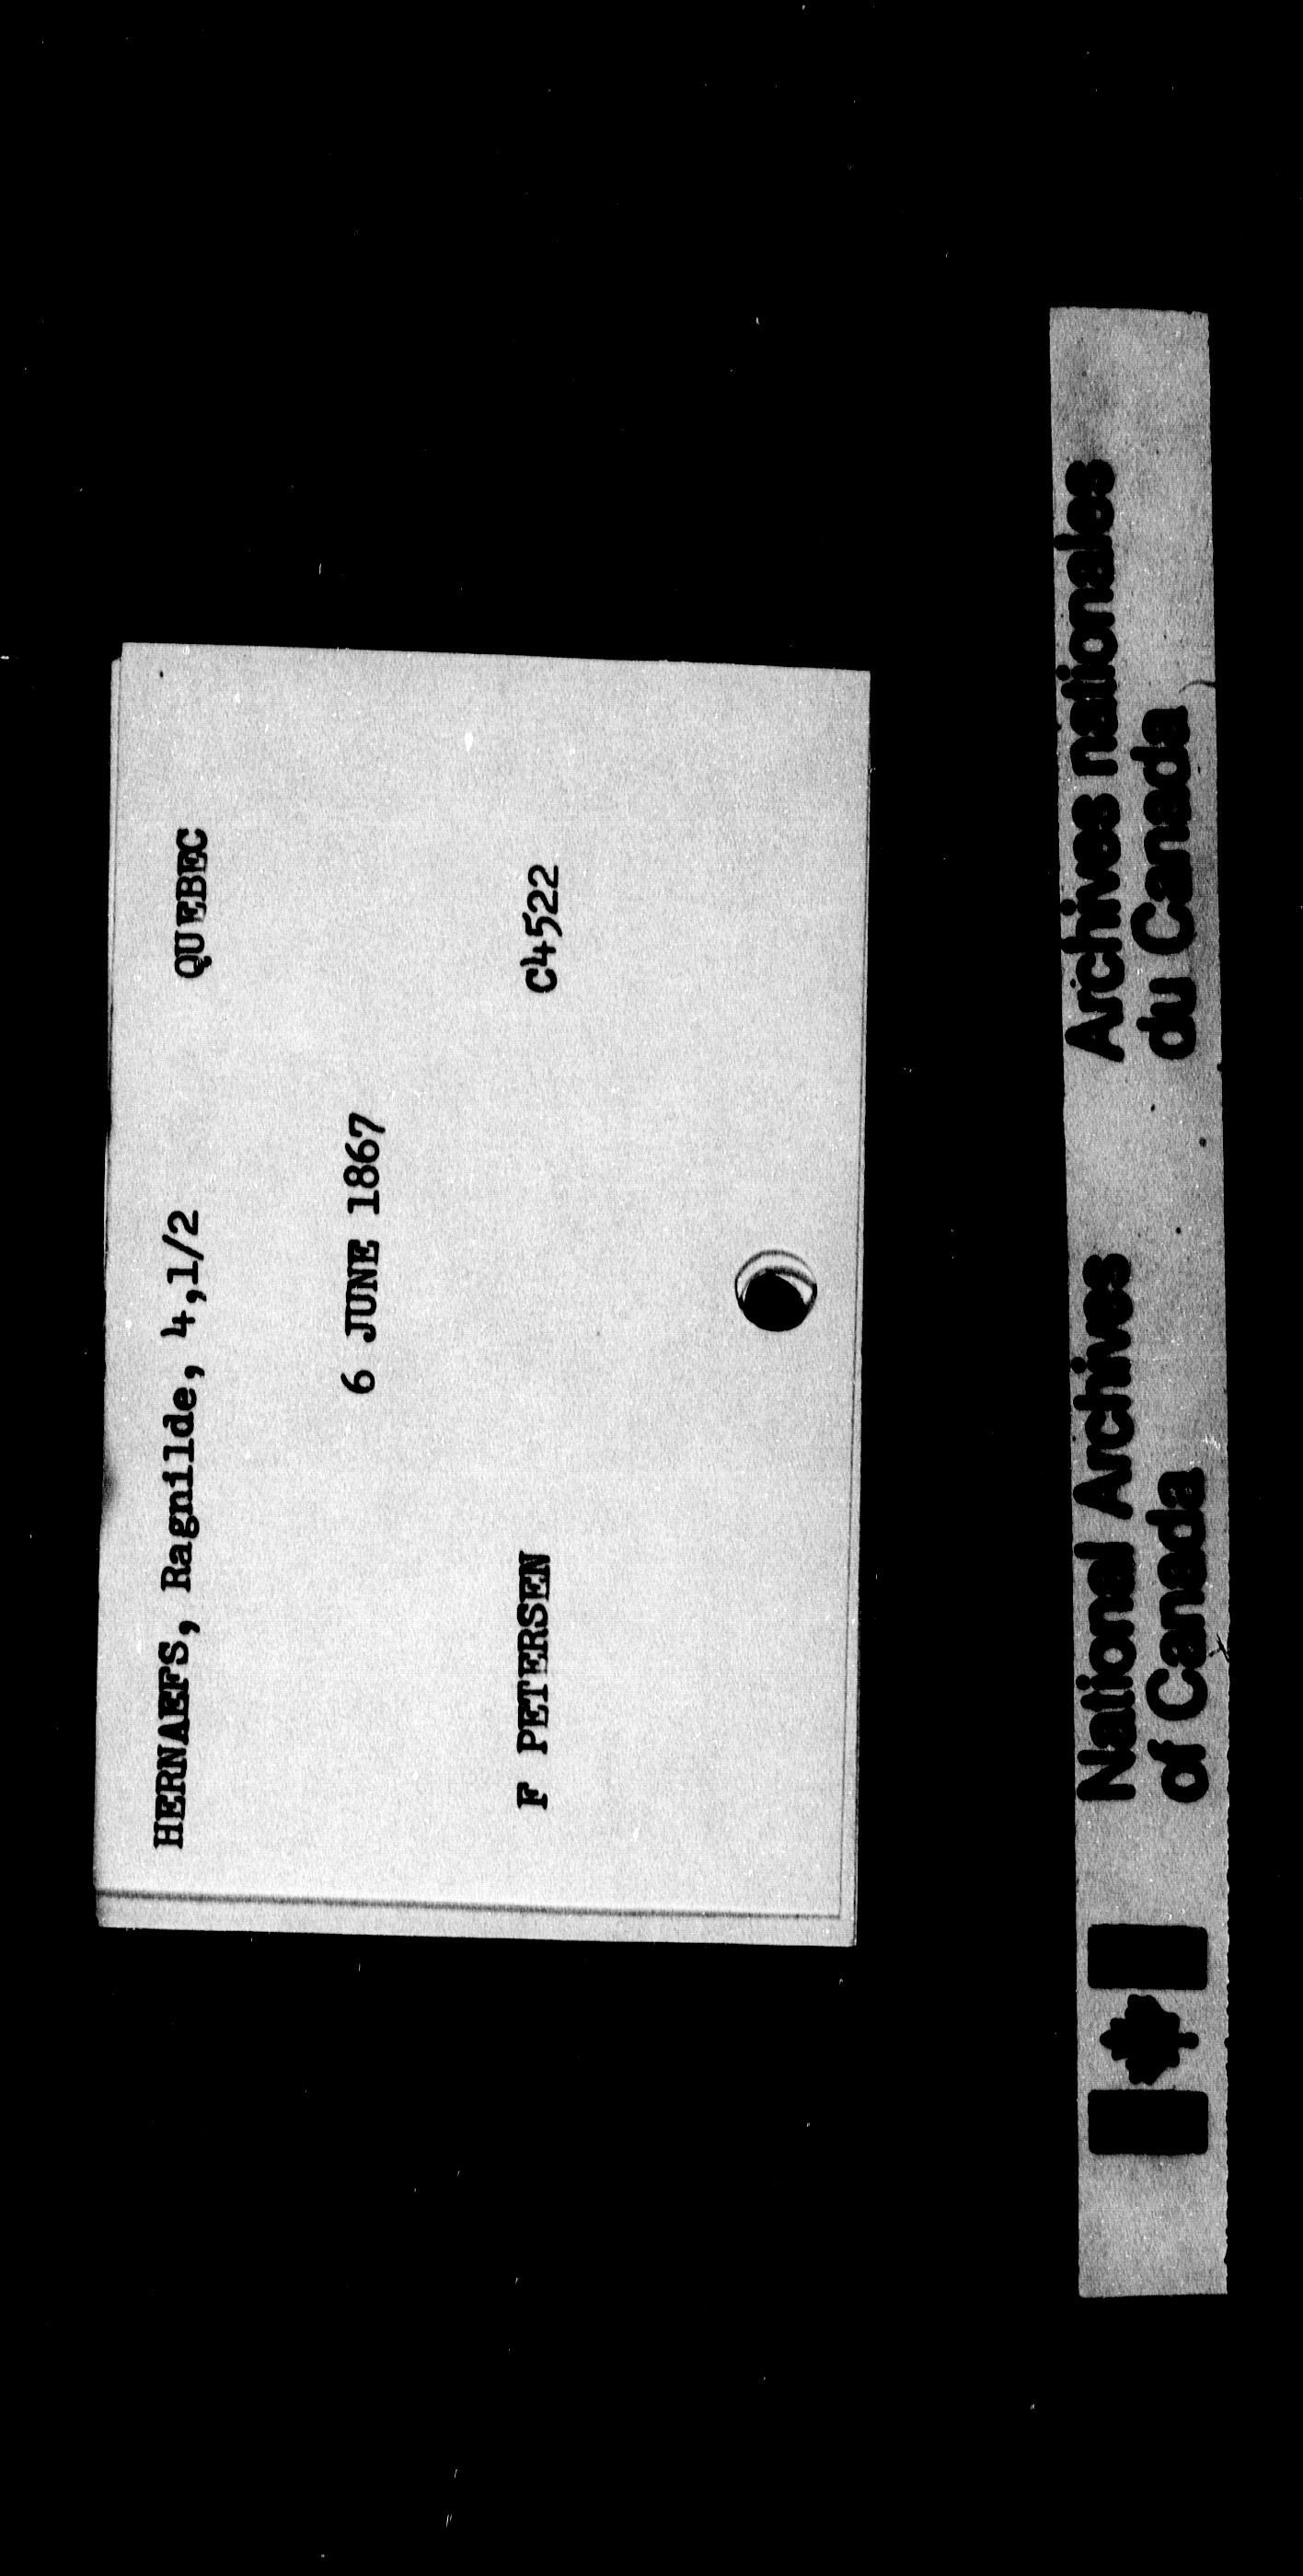 HERNAEFS, Ragnilde, 4,1/2 QUEBEC
6 JUNE 1867
F PETERSEN C4522
National Archives of Canada
Archives nationales du Canada